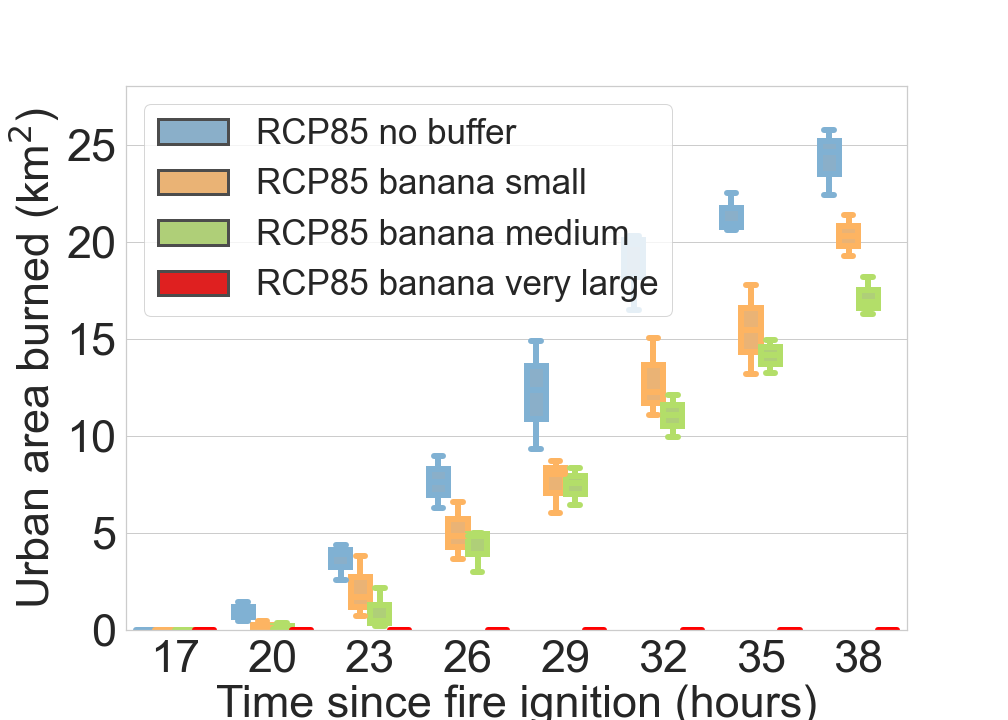 RCP85 no buffer
RCP85 banana small
RCP85 banana medium
RCP85 banana very large
Urban area burned (km²)
25
20
15
10
5
0
17 20 23 26 29 32 35 38
Time since fire ignition (hours)